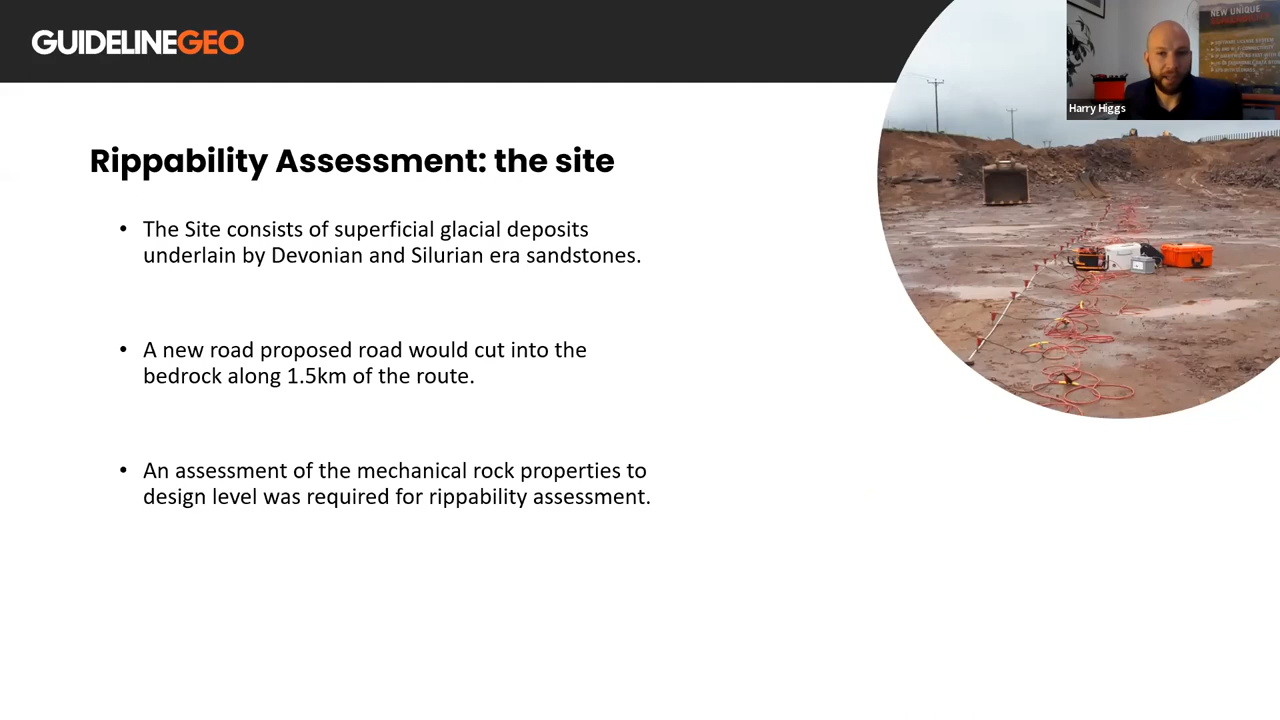 GUIDELINEGEO
NEW UNIQUE
Harry Higgs
Rippability Assessment: the site
• The Site consists of superficial glacial deposits
underlain by Devonian and Silurian era sandstones.
• A new road proposed road would cut into the
bedrock along 1.5km of the route.
• An assessment of the mechanical rock properties to
design level was required for rippability assessment.